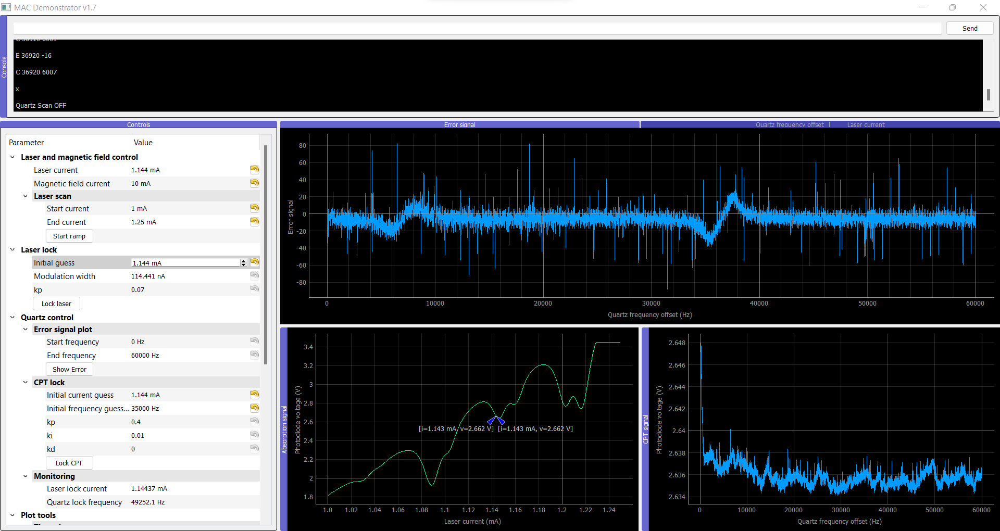 MAC Demonstrator v1.7
Send
Console
E 36920 -16
C 36920 6007
x
Quartz Scan OFF
Controls
Parameter Value
Laser and magnetic field control
Laser current 1.144 mA
Magnetic field current 10 mA
Laser scan
Start current 1 mA
End current 1.25 mA
Start ramp
Laser lock
Initial guess 1.144 mA
Modulation width 114.441 nA
kp 0.07
Lock laser
Quartz control
Error signal plot
Start frequency 0 Hz
End frequency 60000 Hz
Show Error
CPT lock
Initial current guess 1.144 mA
Initial frequency guess... 35000 Hz
kp 0.4
ki 0.01
kd 0
Lock CPT
Monitoring
Laser lock current 1.14437 mA
Quartz lock frequency 49252.1 Hz
Plot tools
Error signal
Quartz frequency offset | Laser current
Error signal
80
60
40
20
0
-20
-40
-60
-80
0 10000 20000 30000 40000 50000 60000
Quartz frequency offset (Hz)
Absorption signal
Photodiode voltage (V)
3.4
3.2
3
2.8
2.6
2.4
2.2
2
1.8
[i=1.143 mA, v=2.662 V] [i=1.143 mA, v=2.662 V]
1.0 1.02 1.04 1.06 1.08 1.1 1.12 1.14 1.16 1.18 1.2 1.22 1.24
Laser current (mA)
CPT signal
Photodiode voltage (V)
2.648
2.646
2.644
2.642
2.64
2.638
2.636
2.634
0 10000 20000 30000 40000 50000 60000
Quartz frequency offset (Hz)